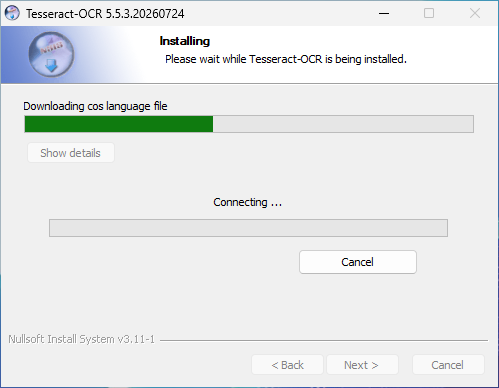 Tesseract-OCR 5.5.3.20260724
Installing
Please wait while Tesseract-OCR is being installed.
Downloading cos language file
Show details
Connecting ...
Cancel
Nullsoft Install System v3.11-1
< Back
Next >
Cancel